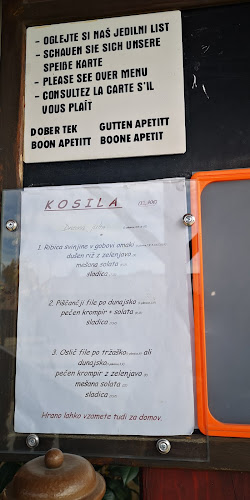 - OGLEJTE SI NAŠ JEDILNI LIST
- SCHAUEN SIE SICH UNSERE
SPEIßE KARTE
- PLEASE SEE OVER MENU
- CONSULTEZ LA CARTE S'IL
VOUS PLAÎT
DOBER TEK GUTTEN APETITT
BOON APETITT BOONE APETIT
KOSILA
1. Ribica svinjine v gobovi omaki
dušen riž z zelenjavo
mešana solata
sladica
2. Piščančji file po dunajsko
pečen krompir + solata
sladica
3. Oslič file po tržaško ali
dunajsko
pečen krompir z zelenjavo
mešana solata
sladica
Hrano lahko vzamete tudi za domov.